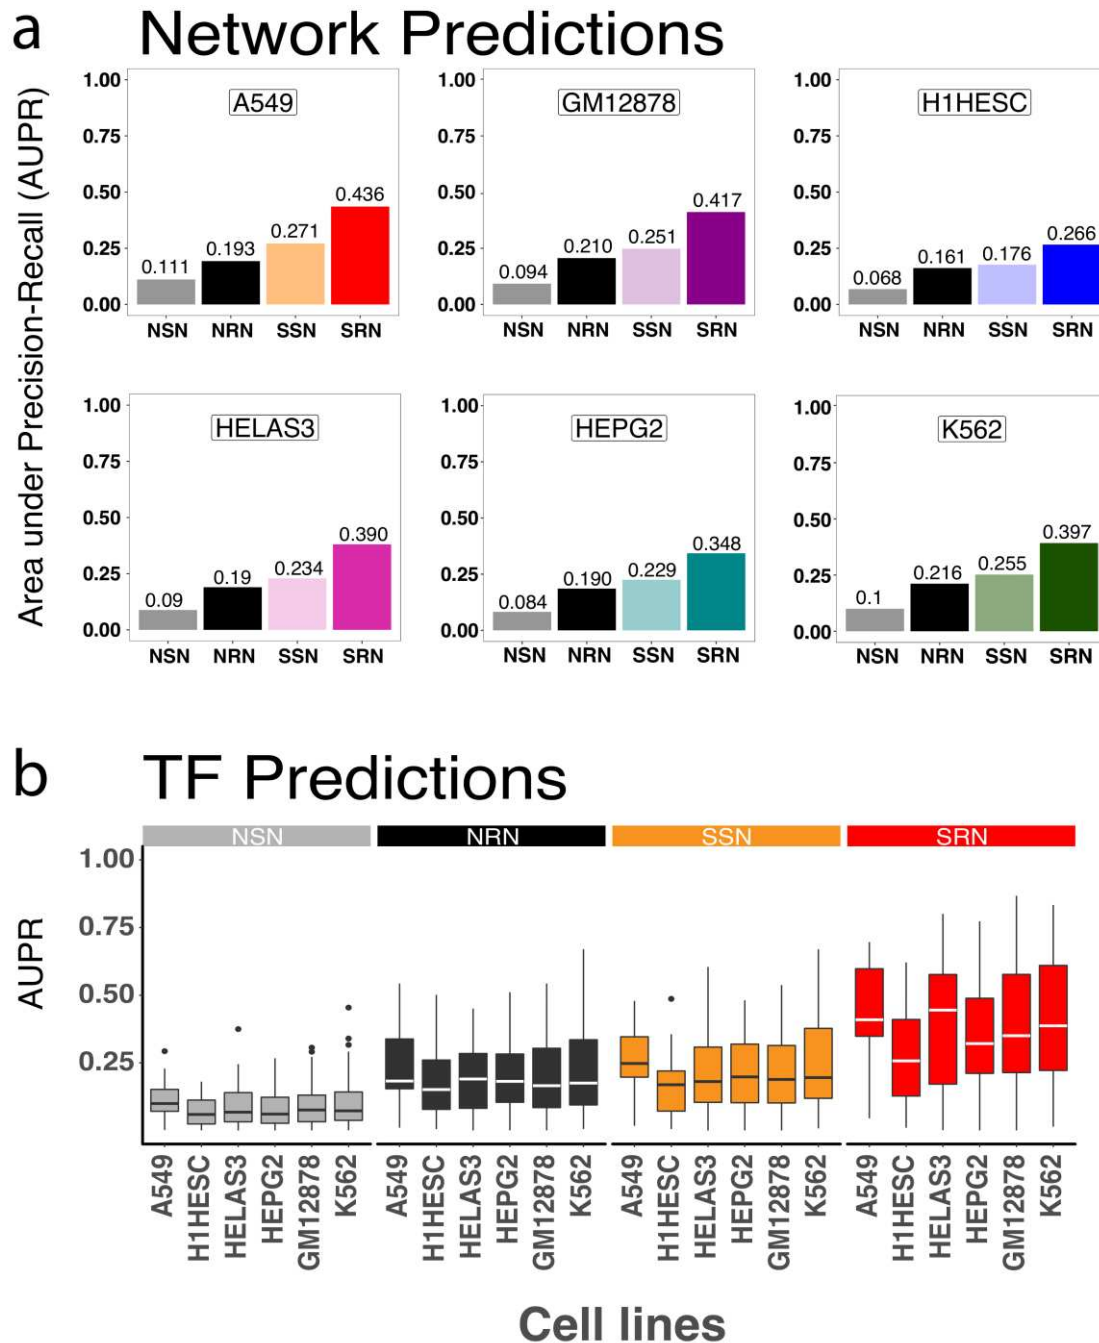 a
Network Predictions
Area under Precision-Recall (AUPR)
A549
1.00
0.75
0.50
0.25
0.00
0.111
0.193
0.271
0.436
NSN NRN SSN SRN
GM12878
1.00
0.75
0.50
0.25
0.00
0.094
0.210
0.251
0.417
NSN NRN SSN SRN
H1HESC
1.00
0.75
0.50
0.25
0.00
0.068
0.161
0.176
0.266
NSN NRN SSN SRN
HELAS3
1.00
0.75
0.50
0.25
0.00
0.09
0.19
0.234
0.390
NSN NRN SSN SRN
HEPG2
1.00
0.75
0.50
0.25
0.00
0.084
0.190
0.229
0.348
NSN NRN SSN SRN
K562
1.00
0.75
0.50
0.25
0.00
0.1
0.216
0.255
0.397
NSN NRN SSN SRN
b
TF Predictions
NSN NRN SSN SRN
AUPR
1.00
0.75
0.50
0.25
A549 H1HESC HELAS3 HEPG2 GM12878 K562 A549 H1HESC HELAS3 HEPG2 GM12878 K562 A549 H1HESC HELAS3 HEPG2 GM12878 K562 A549 H1HESC HELAS3 HEPG2 GM12878 K562
Cell lines